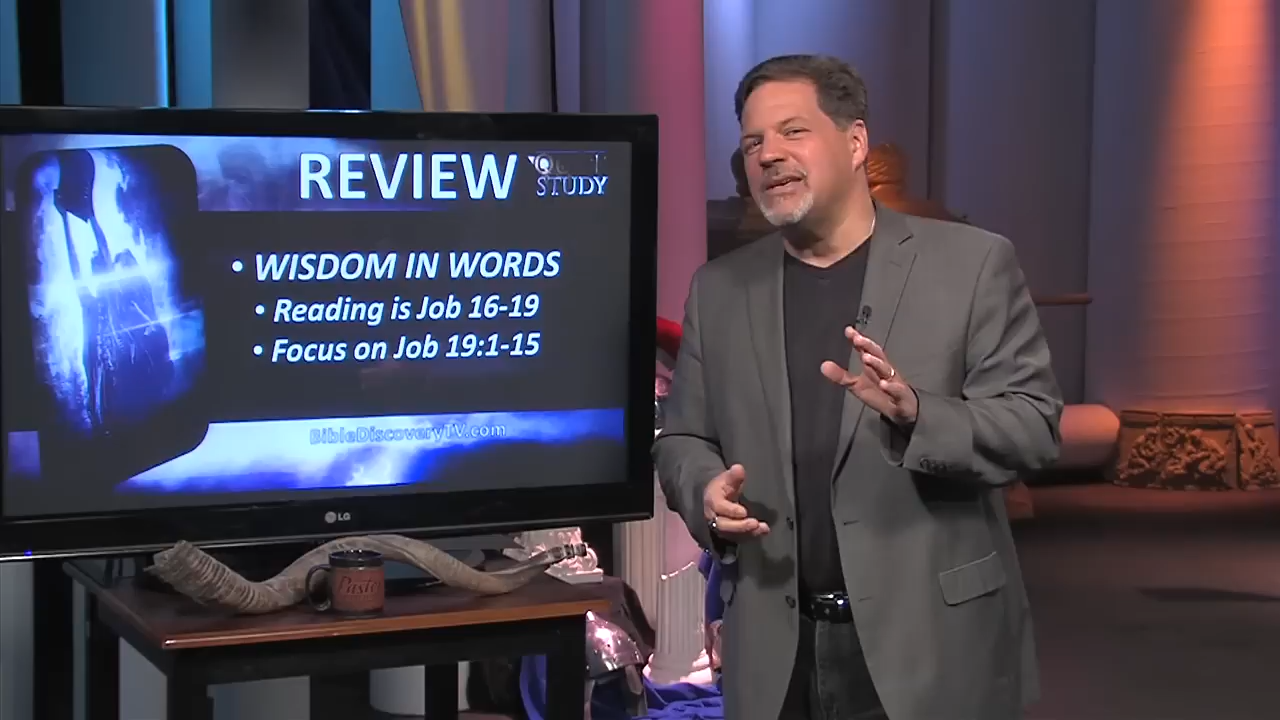 REVIEW
STUDY
• WISDOM IN WORDS
• Reading is Job 16-19
• Focus on Job 19:1-15
BibleDiscoveryTV.com
LG